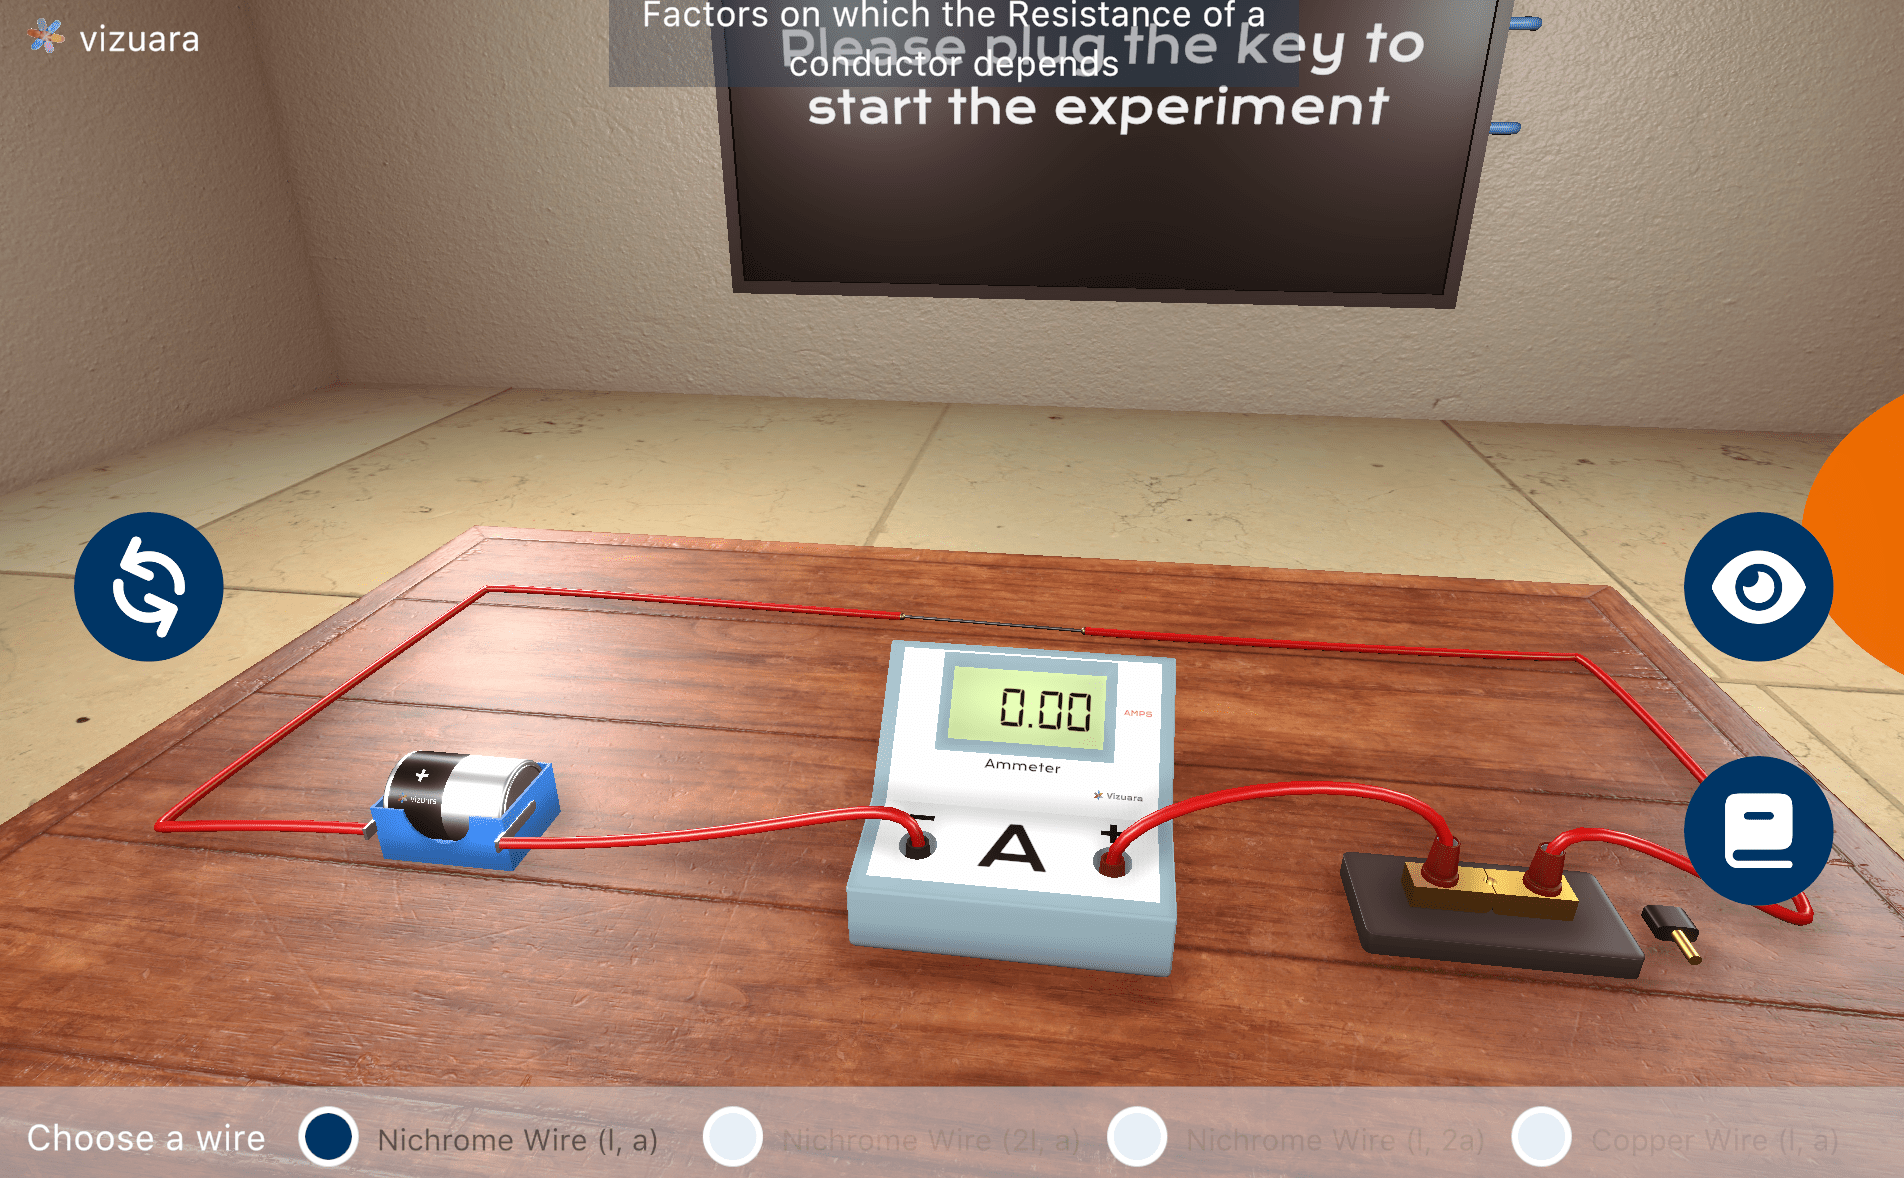 vizuara
Factors on which the Resistance of a
conductor depends
Please plug the key to
start the experiment
0.00
AMPS
Ammeter
Vizuara
- +
A
+
vizuara
Choose a wire
Nichrome Wire (l, a)
Nichrome Wire (2l, a)
Nichrome Wire (l, 2a)
Copper Wire (l, a)